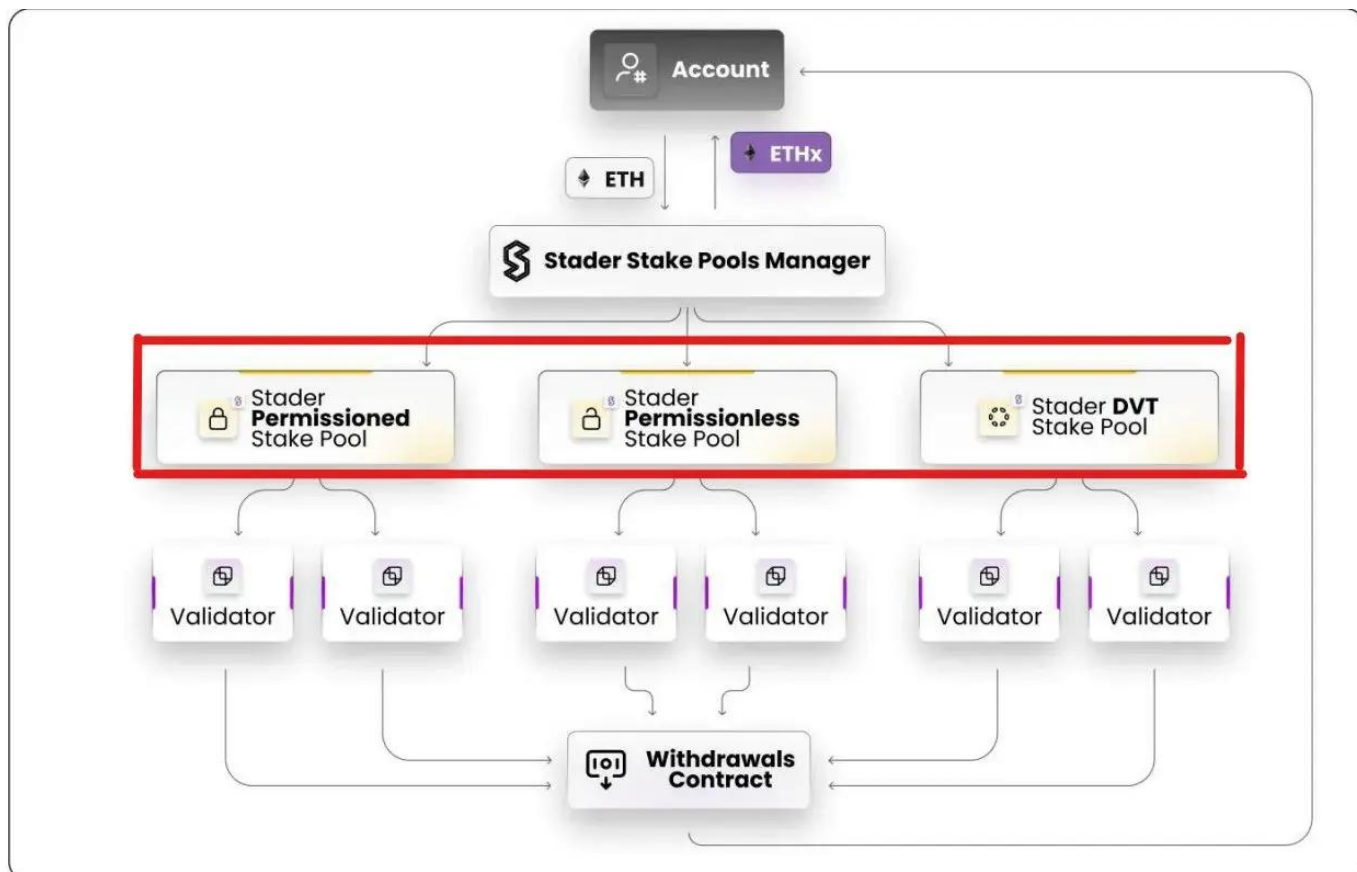 Account
ETH
ETHx
Stader Stake Pools Manager
Stader
Permissioned
Stake Pool
Stader
Permissionless
Stake Pool
Stader DVT
Stake Pool
Validator
Validator
Validator
Validator
Validator
Validator
Withdrawals
Contract